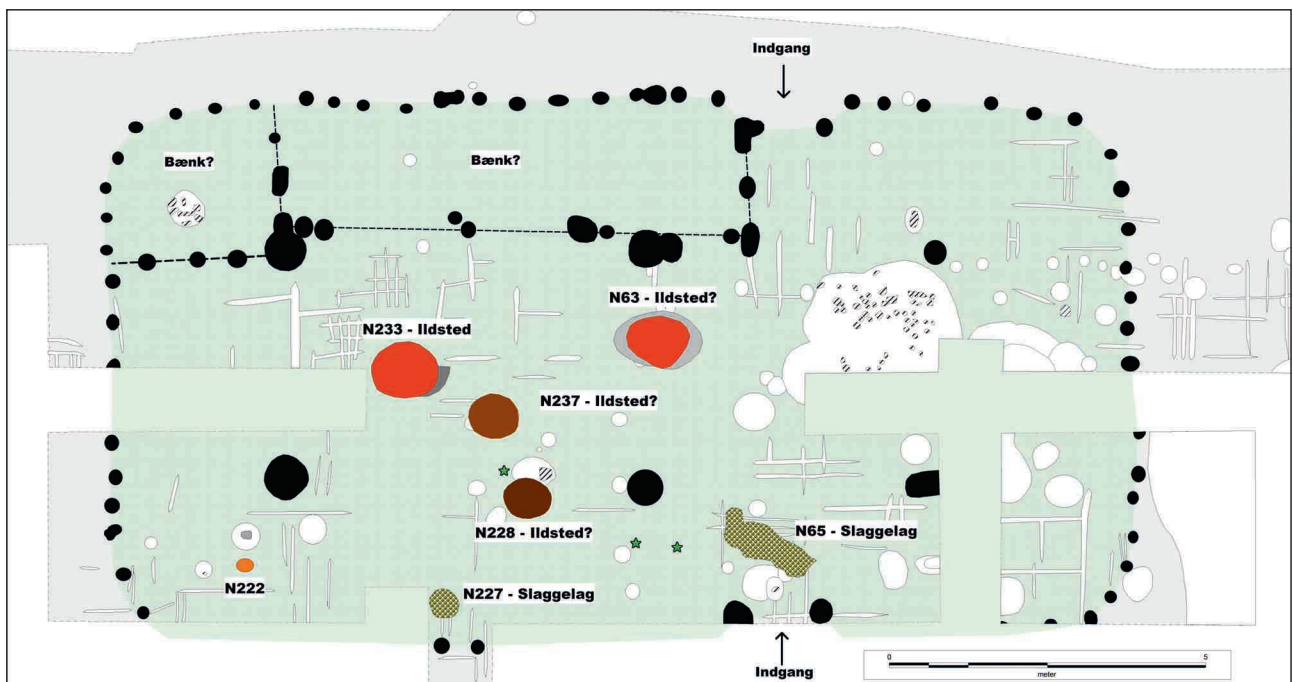 Indgang
Bænk?
Bænk?
N63 - Ildsted?
N233 - Ildsted
N237 - Ildsted?
N228 - Ildsted?
N65 - Slaggelag
N222
N227 - Slaggelag
Indgang
0 5
meter